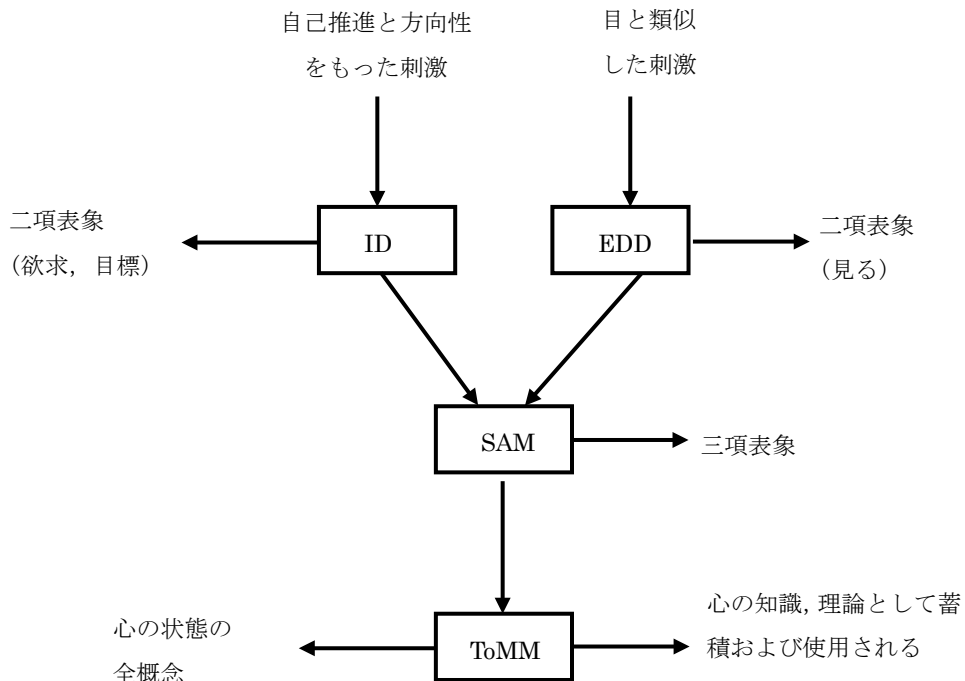 自己推進と方向性
をもった刺激
目と類似
した刺激
二項表象
（欲求，目標）
ID
EDD
二項表象
（見る）
SAM
三項表象
心の状態の
全概念
ToMM
心の知識，理論として蓄
積および使用される